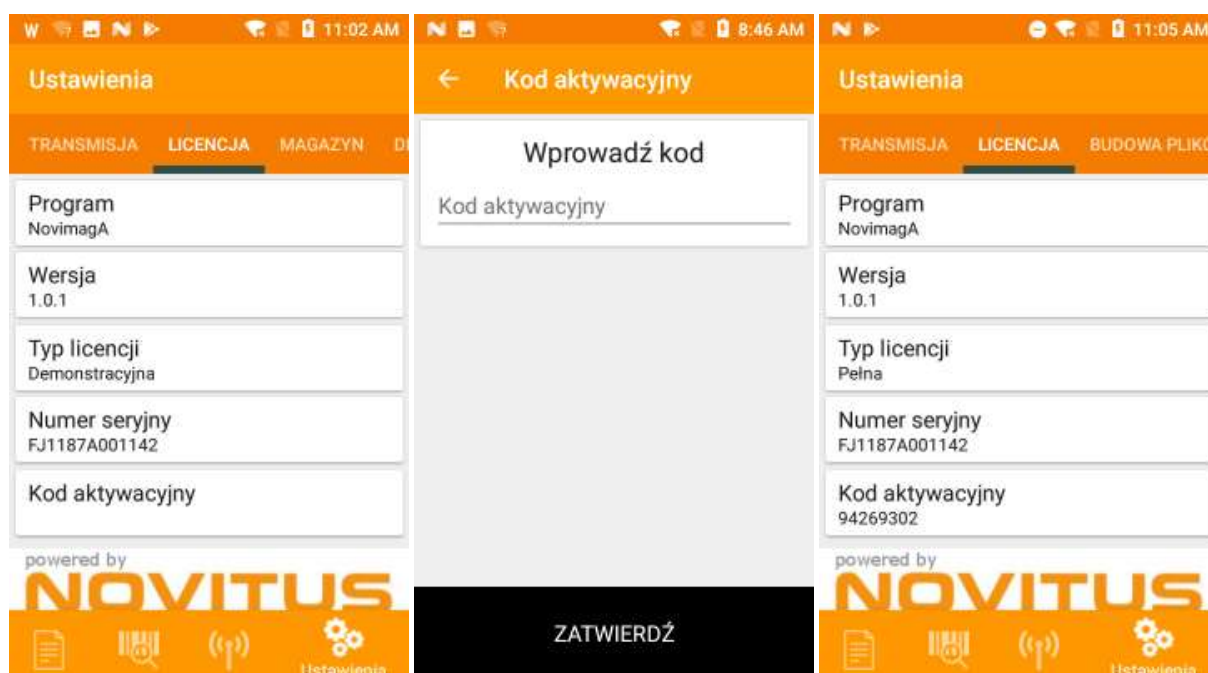 W N 11:02 AM
Ustawienia
TRANSMISJA LICENCJA MAGAZYN
Program
NovimagA
Wersja
1.0.1
Typ licencji
Demonstracyjna
Numer seryjny
FJ1187A001142
Kod aktywacyjny
powered by
NOVITUS
Ustawienia
N 8:46 AM
Kod aktywacyjny
Wprowadź kod
Kod aktywacyjny
ZATWIERDŹ
N 11:05 AM
Ustawienia
TRANSMISJA LICENCJA BUDOWA PLIKÓ
Program
NovimagA
Wersja
1.0.1
Typ licencji
Pełna
Numer seryjny
FJ1187A001142
Kod aktywacyjny
94269302
powered by
NOVITUS
Ustawienia